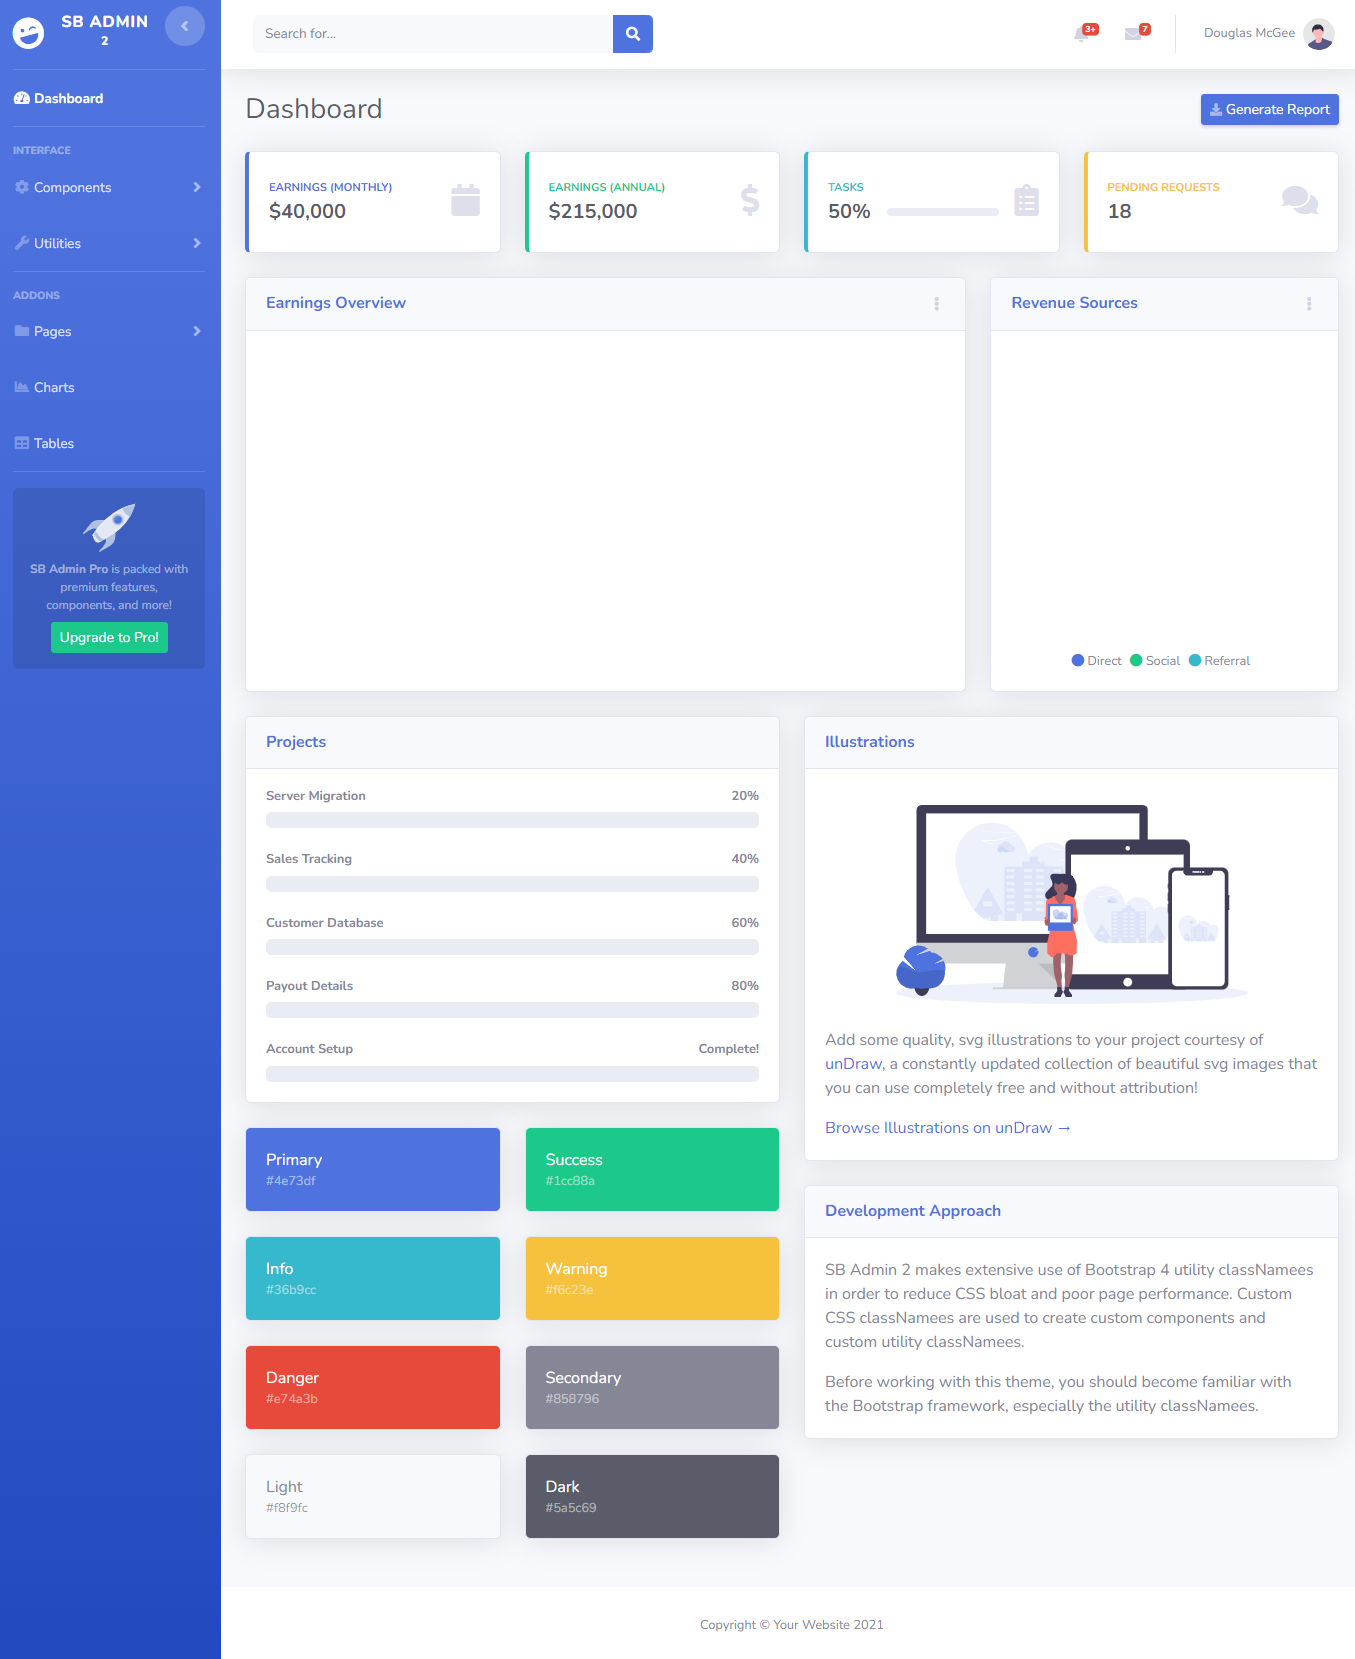 SB ADMIN
2
Dashboard
INTERFACE
Components
Utilities
ADDONS
Pages
Charts
Tables
SB Admin Pro is packed with
premium features,
components, and more!
Upgrade to Pro!
Search for...
3+
7
Douglas McGee
Dashboard
Generate Report
EARNINGS (MONTHLY)
$40,000
EARNINGS (ANNUAL)
$215,000
TASKS
50%
PENDING REQUESTS
18
Earnings Overview
Revenue Sources
Direct
Social
Referral
Projects
Server Migration 20%
Sales Tracking 40%
Customer Database 60%
Payout Details 80%
Account Setup Complete!
Primary
#4e73df
Success
#1cc88a
Info
#36b9cc
Warning
#f6c23e
Danger
#e74a3b
Secondary
#858796
Light
#f8f9fc
Dark
#5a5c69
Illustrations
Add some quality, svg illustrations to your project courtesy of
unDraw, a constantly updated collection of beautiful svg images that
you can use completely free and without attribution!
Browse Illustrations on unDraw →
Development Approach
SB Admin 2 makes extensive use of Bootstrap 4 utility classNamees
in order to reduce CSS bloat and poor page performance. Custom
CSS classNamees are used to create custom components and
custom utility classNamees.
Before working with this theme, you should become familiar with
the Bootstrap framework, especially the utility classNamees.
Copyright © Your Website 2021